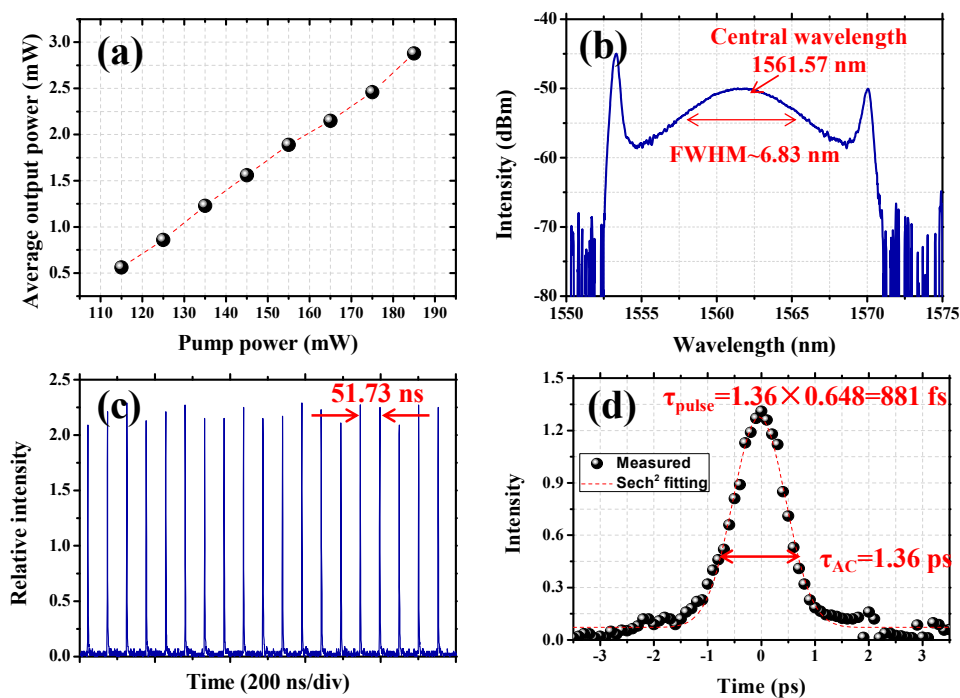 (a)
Average output power (mW)
3.0
2.5
2.0
1.5
1.0
0.5
110 120 130 140 150 160 170 180 190
Pump power (mW)
(b)
Central wavelength
1561.57 nm
FWHM~6.83 nm
Intensity (dBm)
-40
-50
-60
-70
-80
1550 1555 1560 1565 1570 1575
Wavelength (nm)
(c)
51.73 ns
Relative intensity
2.5
2.0
1.5
1.0
0.5
0.0
Time (200 ns/div)
(d)
τpulse=1.36×0.648=881 fs
Measured
Sech² fitting
τAC=1.36 ps
Intensity
1.5
1.2
0.9
0.6
0.3
0.0
-3 -2 -1 0 1 2 3
Time (ps)